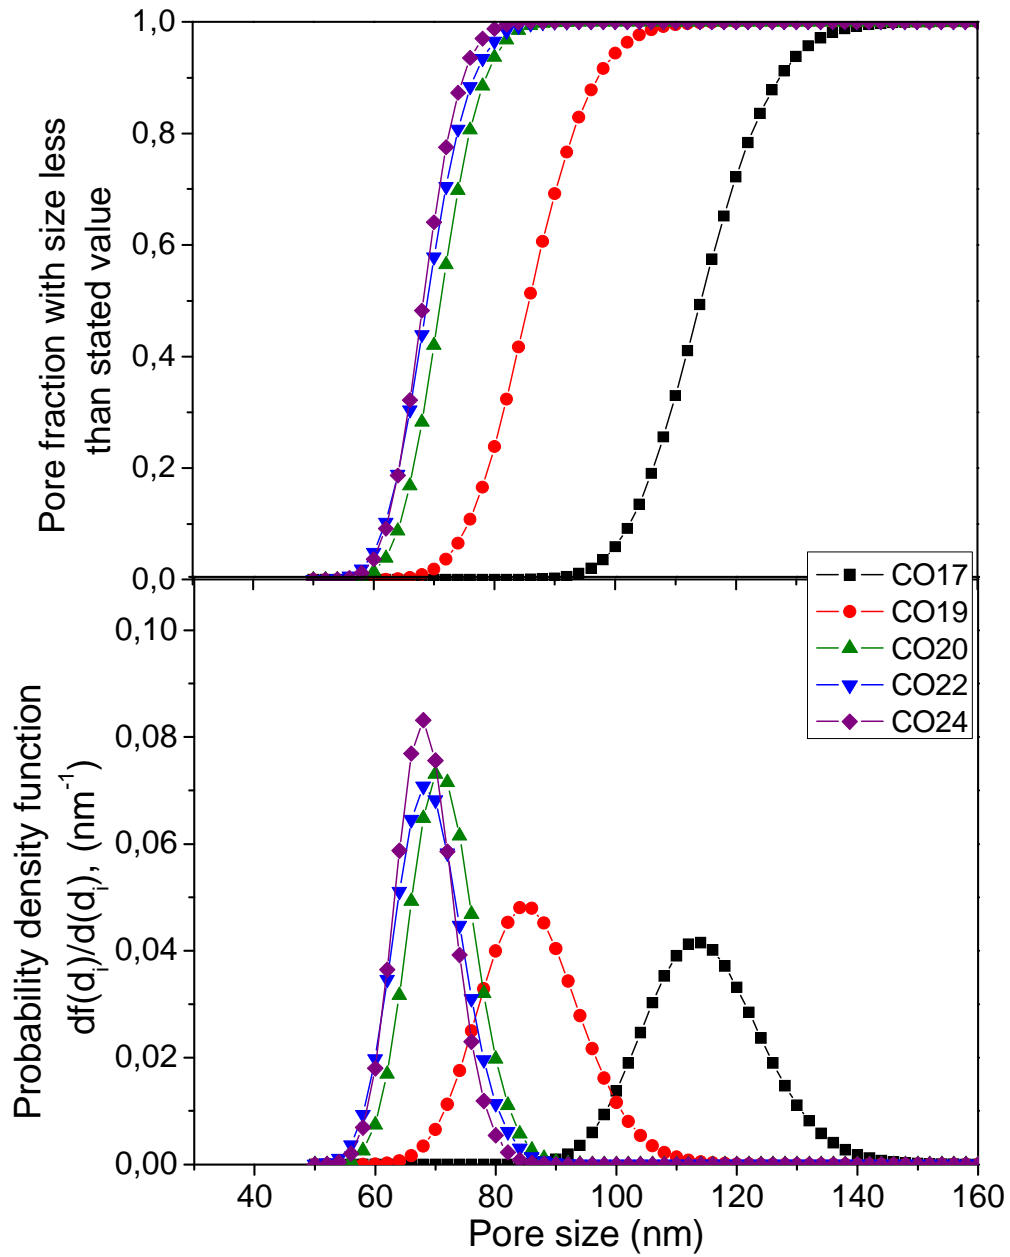 Pore fraction with size less
than stated value
1,0
0,8
0,6
0,4
0,2
0,0
CO17
CO19
CO20
CO22
CO24
Probability density function
df(d_i)/d(d_i), (nm⁻¹)
0,10
0,08
0,06
0,04
0,02
0,00
40 60 80 100 120 140 160
Pore size (nm)